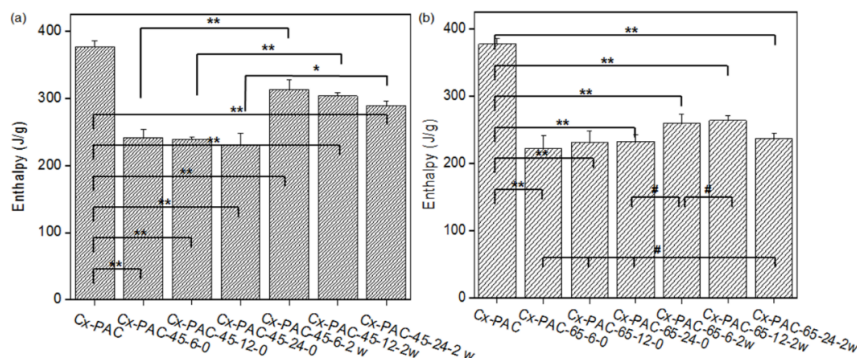 (a)
Enthalpy (J/g)
400
300
200
100
0
**
**
*
**
**
**
**
**
**
Cx-PAC
Cx-PAC-45-6-0
Cx-PAC-45-12-0
Cx-PAC-45-24-0
Cx-PAC-45-6-2 w
Cx-PAC-45-12-2w
Cx-PAC-45-24-2 w
(b)
Enthalpy (J/g)
400
300
200
100
0
**
**
**
**
**
**
#
#
#
Cx-PAC
Cx-PAC-65-6-0
Cx-PAC-65-12-0
Cx-PAC-65-24-0
Cx-PAC-65-6-2w
Cx-PAC-65-12-2w
Cx-PAC-65-24-2w